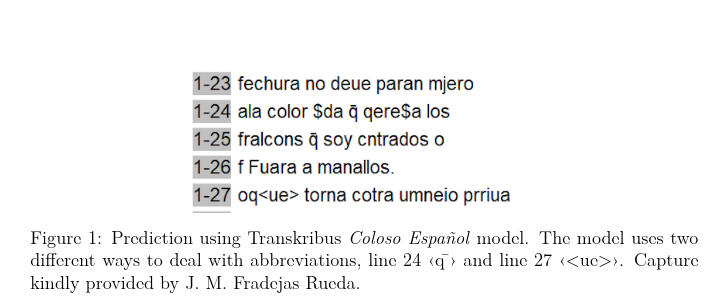 1-23 fechura no deue paran mjero
1-24 ala color $da q̄ qere$a los
1-25 fralcons q̄ soy cntrados o
1-26 f Fuara a manallos.
1-27 oq<ue> torna cotra umneio prriua
Figure 1: Prediction using Transkribus Coloso Español model. The model uses two
different ways to deal with abbreviations, line 24 ‹q¯› and line 27 ‹<ue>›. Capture
kindly provided by J. M. Fradejas Rueda.